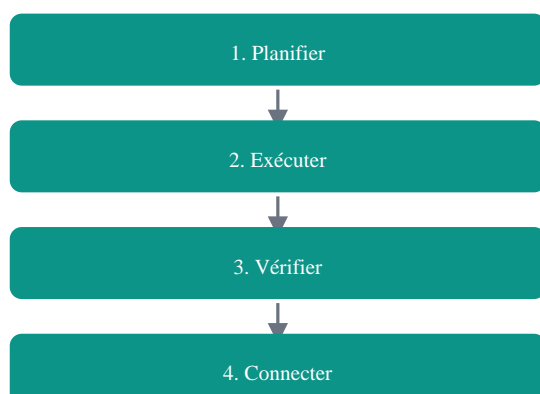 1. Planifier
2. Exécuter
3. Vérifier
4. Connecter